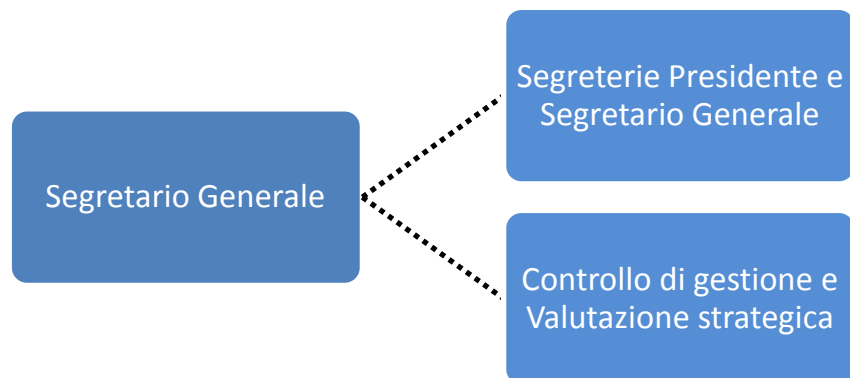 Segretario Generale
Segreterie Presidente e
Segretario Generale
Controllo di gestione e
Valutazione strategica